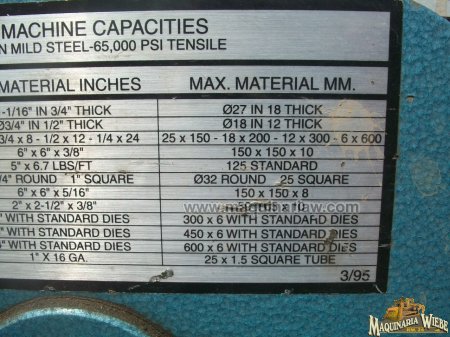 MACHINE CAPACITIES
N MILD STEEL-65,000 PSI TENSILE
MATERIAL INCHES MAX. MATERIAL MM.
-1/16" IN 3/4" THICK Ø27 IN 18 THICK
Ø3/4" IN 1/2" THICK Ø18 IN 12 THICK
3/4 x 8 - 1/2 x 12 - 1/4 x 24 25 x 150 - 18 x 200 - 12 x 300 - 6 x 600
6" x 6" x 3/8" 150 x 150 x 10
5" x 6.7 LBS/FT 125 STANDARD
/4" ROUND 1" SQUARE Ø32 ROUND 25 SQUARE
6" x 6" x 5/16" 150 x 150 x 8
2" x 2-1/2" x 3/8" x 10
" WITH STANDARD DIES 300 x 6 WITH STANDARD DIES
" WITH STANDARD DIES 450 x 6 WITH STANDARD DIES
" WITH STANDARD DIES 600 x 6 WITH STANDARD DIES
1" X 16 GA. 25 x 1.5 SQUARE TUBE
3/95
MAQUINARIA WIEBE